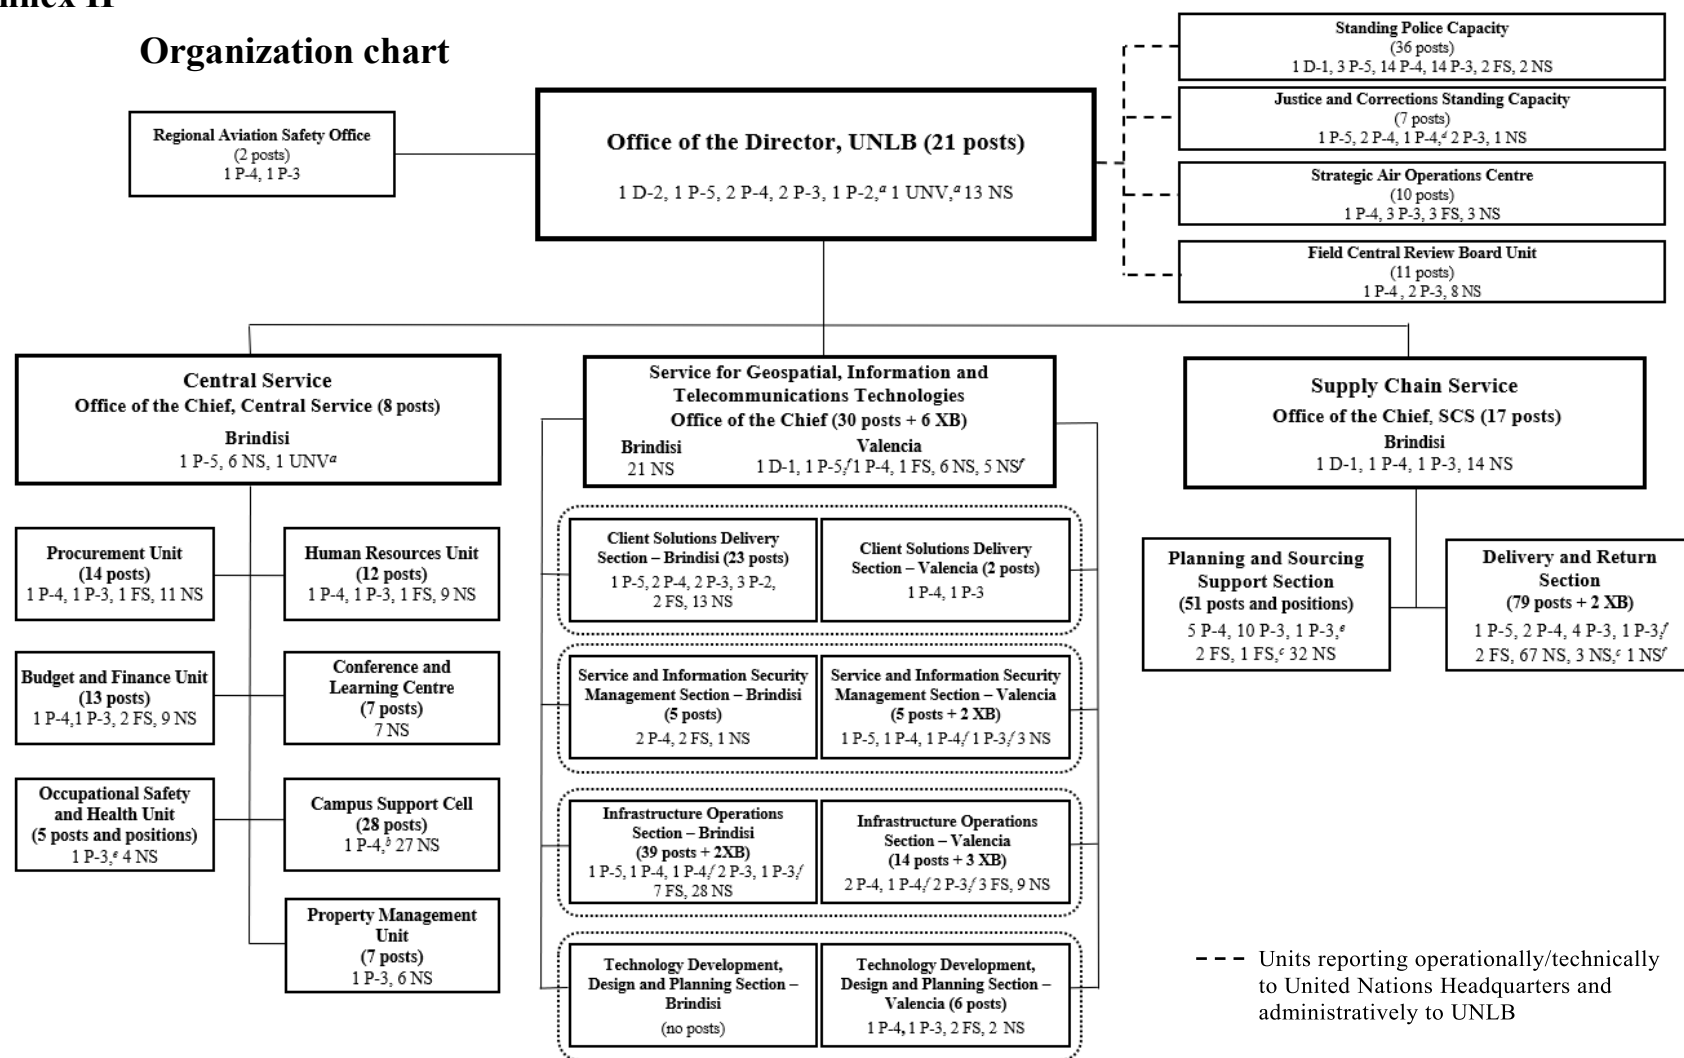 Annex II
Organization chart
Standing Police Capacity
(36 posts)
1 D-1, 3 P-5, 14 P-4, 14 P-3, 2 FS, 2 NS
Regional Aviation Safety Office
(2 posts)
1 P-4, 1 P-3
Office of the Director, UNLB (21 posts)
1 D-2, 1 P-5, 2 P-4, 2 P-3, 1 P-2,ᵃ 1 UNV,ᵃ 13 NS
Justice and Corrections Standing Capacity
(7 posts)
1 P-5, 2 P-4, 1 P-4,ᵈ 2 P-3, 1 NS
Strategic Air Operations Centre
(10 posts)
1 P-4, 3 P-3, 3 FS, 3 NS
Field Central Review Board Unit
(11 posts)
1 P-4, 2 P-3, 8 NS
Central Service
Office of the Chief, Central Service (8 posts)
Brindisi
1 P-5, 6 NS, 1 UNVᵃ
Service for Geospatial, Information and
Telecommunications Technologies
Office of the Chief (30 posts + 6 XB)
Brindisi
21 NS
Valencia
1 D-1, 1 P-5,ᶠ 1 P-4, 1 FS, 6 NS, 5 NSᶠ
Supply Chain Service
Office of the Chief, SCS (17 posts)
Brindisi
1 D-1, 1 P-4, 1 P-3, 14 NS
Procurement Unit
(14 posts)
1 P-4, 1 P-3, 1 FS, 11 NS
Human Resources Unit
(12 posts)
1 P-4, 1 P-3, 1 FS, 9 NS
Budget and Finance Unit
(13 posts)
1 P-4,1 P-3, 2 FS, 9 NS
Conference and
Learning Centre
(7 posts)
7 NS
Occupational Safety
and Health Unit
(5 posts and positions)
1 P-3,ᵉ 4 NS
Campus Support Cell
(28 posts)
1 P-4,ᵇ 27 NS
Property Management
Unit
(7 posts)
1 P-3, 6 NS
Client Solutions Delivery
Section – Brindisi (23 posts)
1 P-5, 2 P-4, 2 P-3, 3 P-2,
2 FS, 13 NS
Client Solutions Delivery
Section – Valencia (2 posts)
1 P-4, 1 P-3
Service and Information Security
Management Section – Brindisi
(5 posts)
2 P-4, 2 FS, 1 NS
Service and Information Security
Management Section – Valencia
(5 posts + 2 XB)
1 P-5, 1 P-4, 1 P-4,ᶠ 1 P-3,ᶠ 3 NS
Infrastructure Operations
Section – Brindisi
(39 posts + 2XB)
1 P-5, 1 P-4, 1 P-4,ᶠ 2 P-3, 1 P-3,ᶠ
7 FS, 28 NS
Infrastructure Operations
Section – Valencia
(14 posts + 3 XB)
2 P-4, 1 P-4,ᶠ 2 P-3,ᶠ 3 FS, 9 NS
Technology Development,
Design and Planning Section –
Brindisi
(no posts)
Technology Development,
Design and Planning Section –
Valencia (6 posts)
1 P-4, 1 P-3, 2 FS, 2 NS
Planning and Sourcing
Support Section
(51 posts and positions)
5 P-4, 10 P-3, 1 P-3,ᵉ
2 FS, 1 FS,ᶜ 32 NS
Delivery and Return
Section
(79 posts + 2 XB)
1 P-5, 2 P-4, 4 P-3, 1 P-3,ᶠ
2 FS, 67 NS, 3 NS,ᶜ 1 NSᶠ
Units reporting operationally/technically
to United Nations Headquarters and
administratively to UNLB